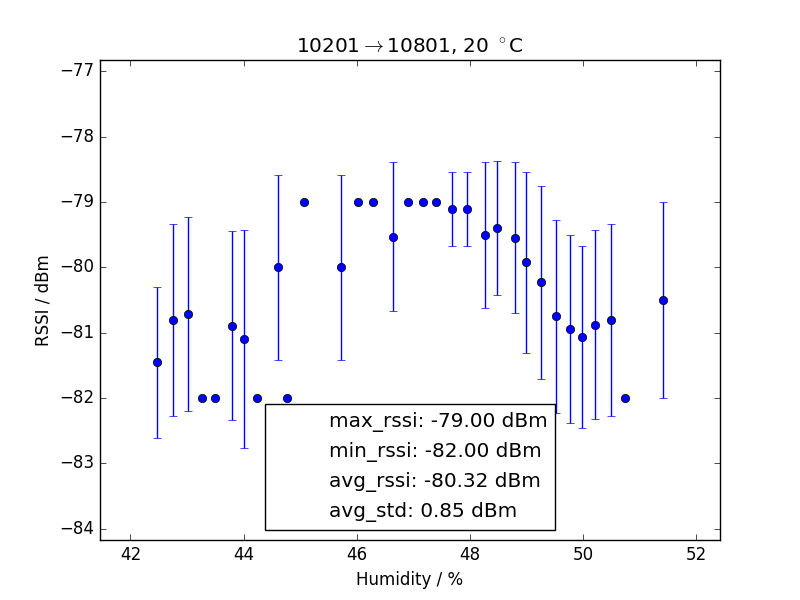 10201→10801, 20 °C
−77
−78
−79
−80
−81
−82
−83
−84
RSSI / dBm
max_rssi: -79.00 dBm
min_rssi: -82.00 dBm
avg_rssi: -80.32 dBm
avg_std: 0.85 dBm
42 44 46 48 50 52
Humidity / %